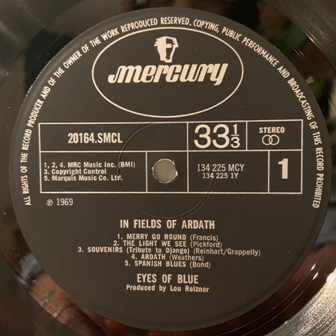 ALL RIGHTS OF THE RECORD PRODUCER AND OF THE OWNER OF THE WORK REPRODUCED RESERVED. COPYING, PUBLIC PERFORMANCE AND BROADCASTING OF THIS RECORD PROHIBITED
mercury
20164.SMCL
33 1/3
STEREO
1, 2, 4. MRC Music Inc. (BMI)
3. Copyright Control
5. Marquis Music Co. Ltd.
134 225 MCY
134 225 1Y
1
℗ 1969
IN FIELDS OF ARDATH
1. MERRY GO ROUND (Francis)
2. THE LIGHT WE SEE (Pickford)
3. SOUVENIRS (Tribute to Django) (Reinhart/Grappelly)
4. ARDATH (Weathers)
5. SPANISH BLUES (Bond)
EYES OF BLUE
Produced by Lou Reizner